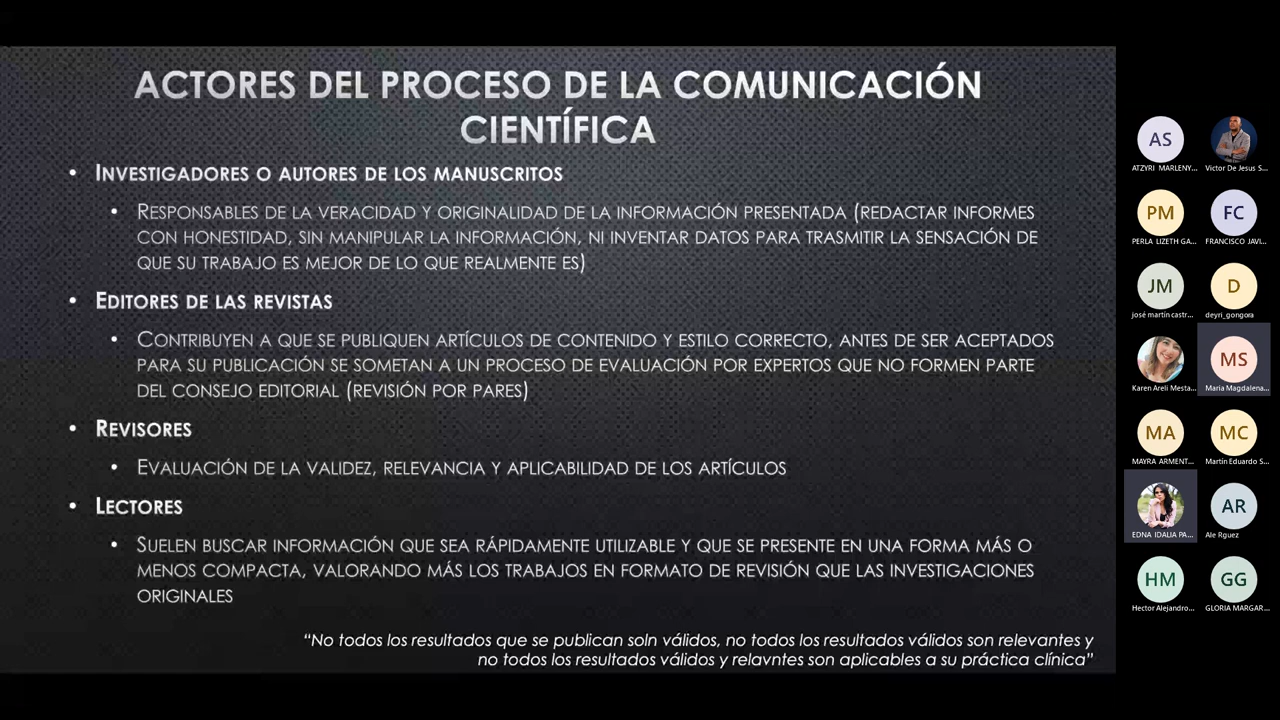 ACTORES DEL PROCESO DE LA COMUNICACIÓN
CIENTÍFICA
• INVESTIGADORES O AUTORES DE LOS MANUSCRITOS
• RESPONSABLES DE LA VERACIDAD Y ORIGINALIDAD DE LA INFORMACIÓN PRESENTADA (REDACTAR INFORMES
CON HONESTIDAD, SIN MANIPULAR LA INFORMACIÓN, NI INVENTAR DATOS PARA TRASMITIR LA SENSACIÓN DE
QUE SU TRABAJO ES MEJOR DE LO QUE REALMENTE ES)
• EDITORES DE LAS REVISTAS
• CONTRIBUYEN A QUE SE PUBLIQUEN ARTÍCULOS DE CONTENIDO Y ESTILO CORRECTO, ANTES DE SER ACEPTADOS
PARA SU PUBLICACIÓN SE SOMETAN A UN PROCESO DE EVALUACIÓN POR EXPERTOS QUE NO FORMEN PARTE
DEL CONSEJO EDITORIAL (REVISIÓN POR PARES)
• REVISORES
• EVALUACIÓN DE LA VALIDEZ, RELEVANCIA Y APLICABILIDAD DE LOS ARTÍCULOS
• LECTORES
• SUELEN BUSCAR INFORMACIÓN QUE SEA RÁPIDAMENTE UTILIZABLE Y QUE SE PRESENTE EN UNA FORMA MÁS O
MENOS COMPACTA, VALORANDO MÁS LOS TRABAJOS EN FORMATO DE REVISIÓN QUE LAS INVESTIGACIONES
ORIGINALES
“No todos los resultados que se publican soln válidos, no todos los resultados válidos son relevantes y
no todos los resultados válidos y relavntes son aplicables a su práctica clínica”
AS
ATZYRI MARLENY...
Victor De Jesus S...
PM
PERLA LIZETH GA...
FC
FRANCISCO JAVI...
JM
josé martín castr...
D
deyri_gongora
Karen Areli Mesta...
MS
Maria Magdalena...
MA
MAYRA ARMENT...
MC
Martín Eduardo S...
EDNA IDALIA PA...
AR
Ale Rguez
HM
Hector Alejandro...
GG
GLORIA MARGAR...